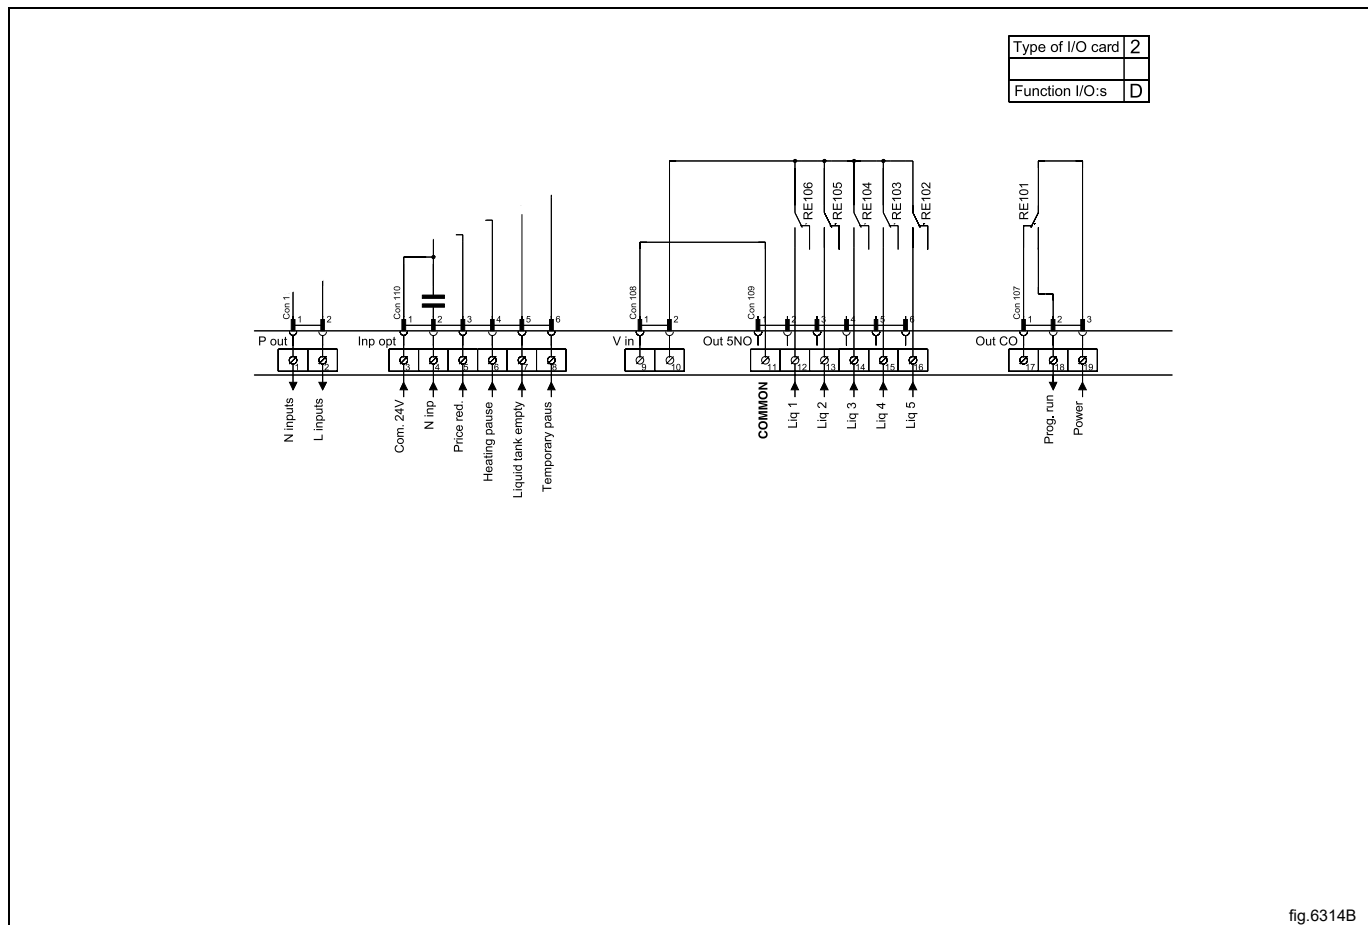 Type of I/O card 2
Function I/O:s D
RE106
RE105
RE104
RE103
RE102
RE101
Con 1
Con 110
Con 108
Con 109
Con 107
1 2
1 2 3 4 5 6
1 2
1 2 3 4 5 6
1 2 3
P out
Inp opt
V in
Out 5NO
Out CO
1 2
3 4 5 6 7 8
9 10
11 12 13 14 15 16
17 18 19
N inputs
L inputs
Com. 24V
N inp
Price red.
Heating pause
Liquid tank empty
Temporary paus
COMMON
Liq 1
Liq 2
Liq 3
Liq 4
Liq 5
Prog. run
Power
fig.6314B